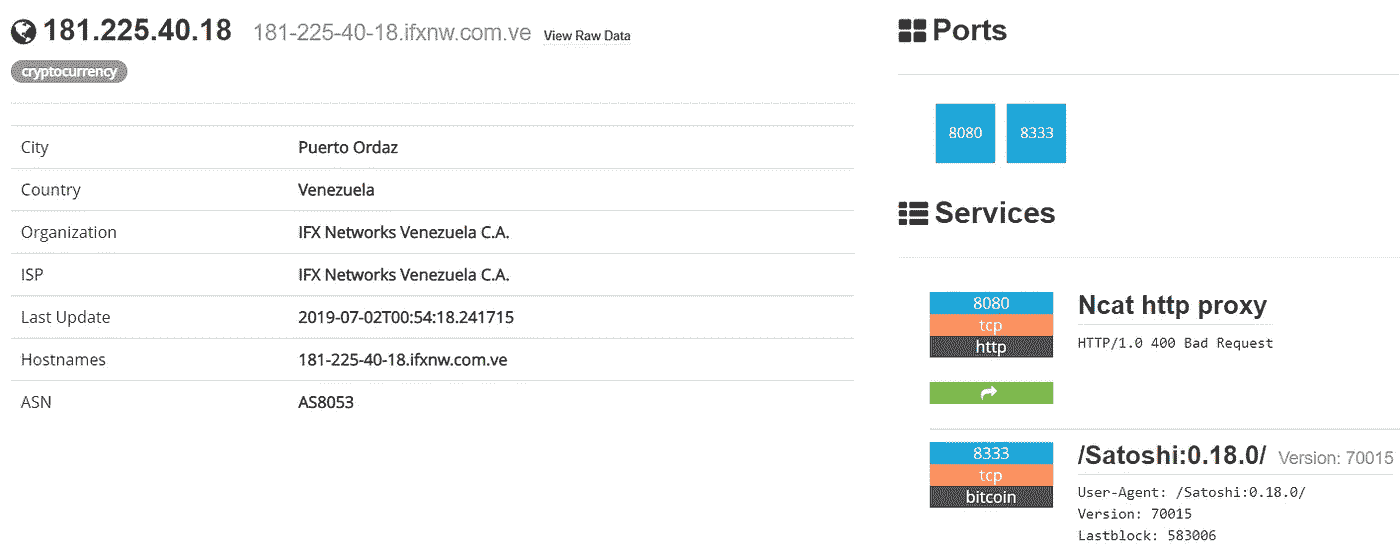 181.225.40.18 181-225-40-18.ifxnw.com.ve View Raw Data
cryptocurrency
City Puerto Ordaz
Country Venezuela
Organization IFX Networks Venezuela C.A.
ISP IFX Networks Venezuela C.A.
Last Update 2019-07-02T00:54:18.241715
Hostnames 181-225-40-18.ifxnw.com.ve
ASN AS8053
Ports
8080 8333
Services
8080
tcp
http
Ncat http proxy
HTTP/1.0 400 Bad Request
8333
tcp
bitcoin
/Satoshi:0.18.0/ Version: 70015
User-Agent: /Satoshi:0.18.0/
Version: 70015
Lastblock: 583006